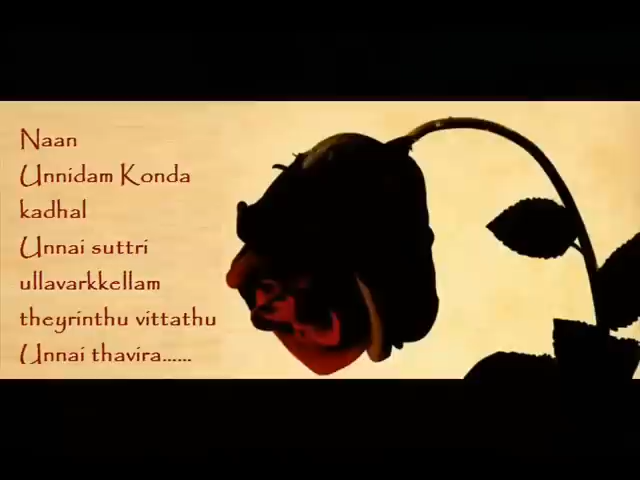 Naan
Unnidam Konda
kadhal
Unnai suttri
ullavarkkellam
theyrinthu vittathu
Unnai thavira......